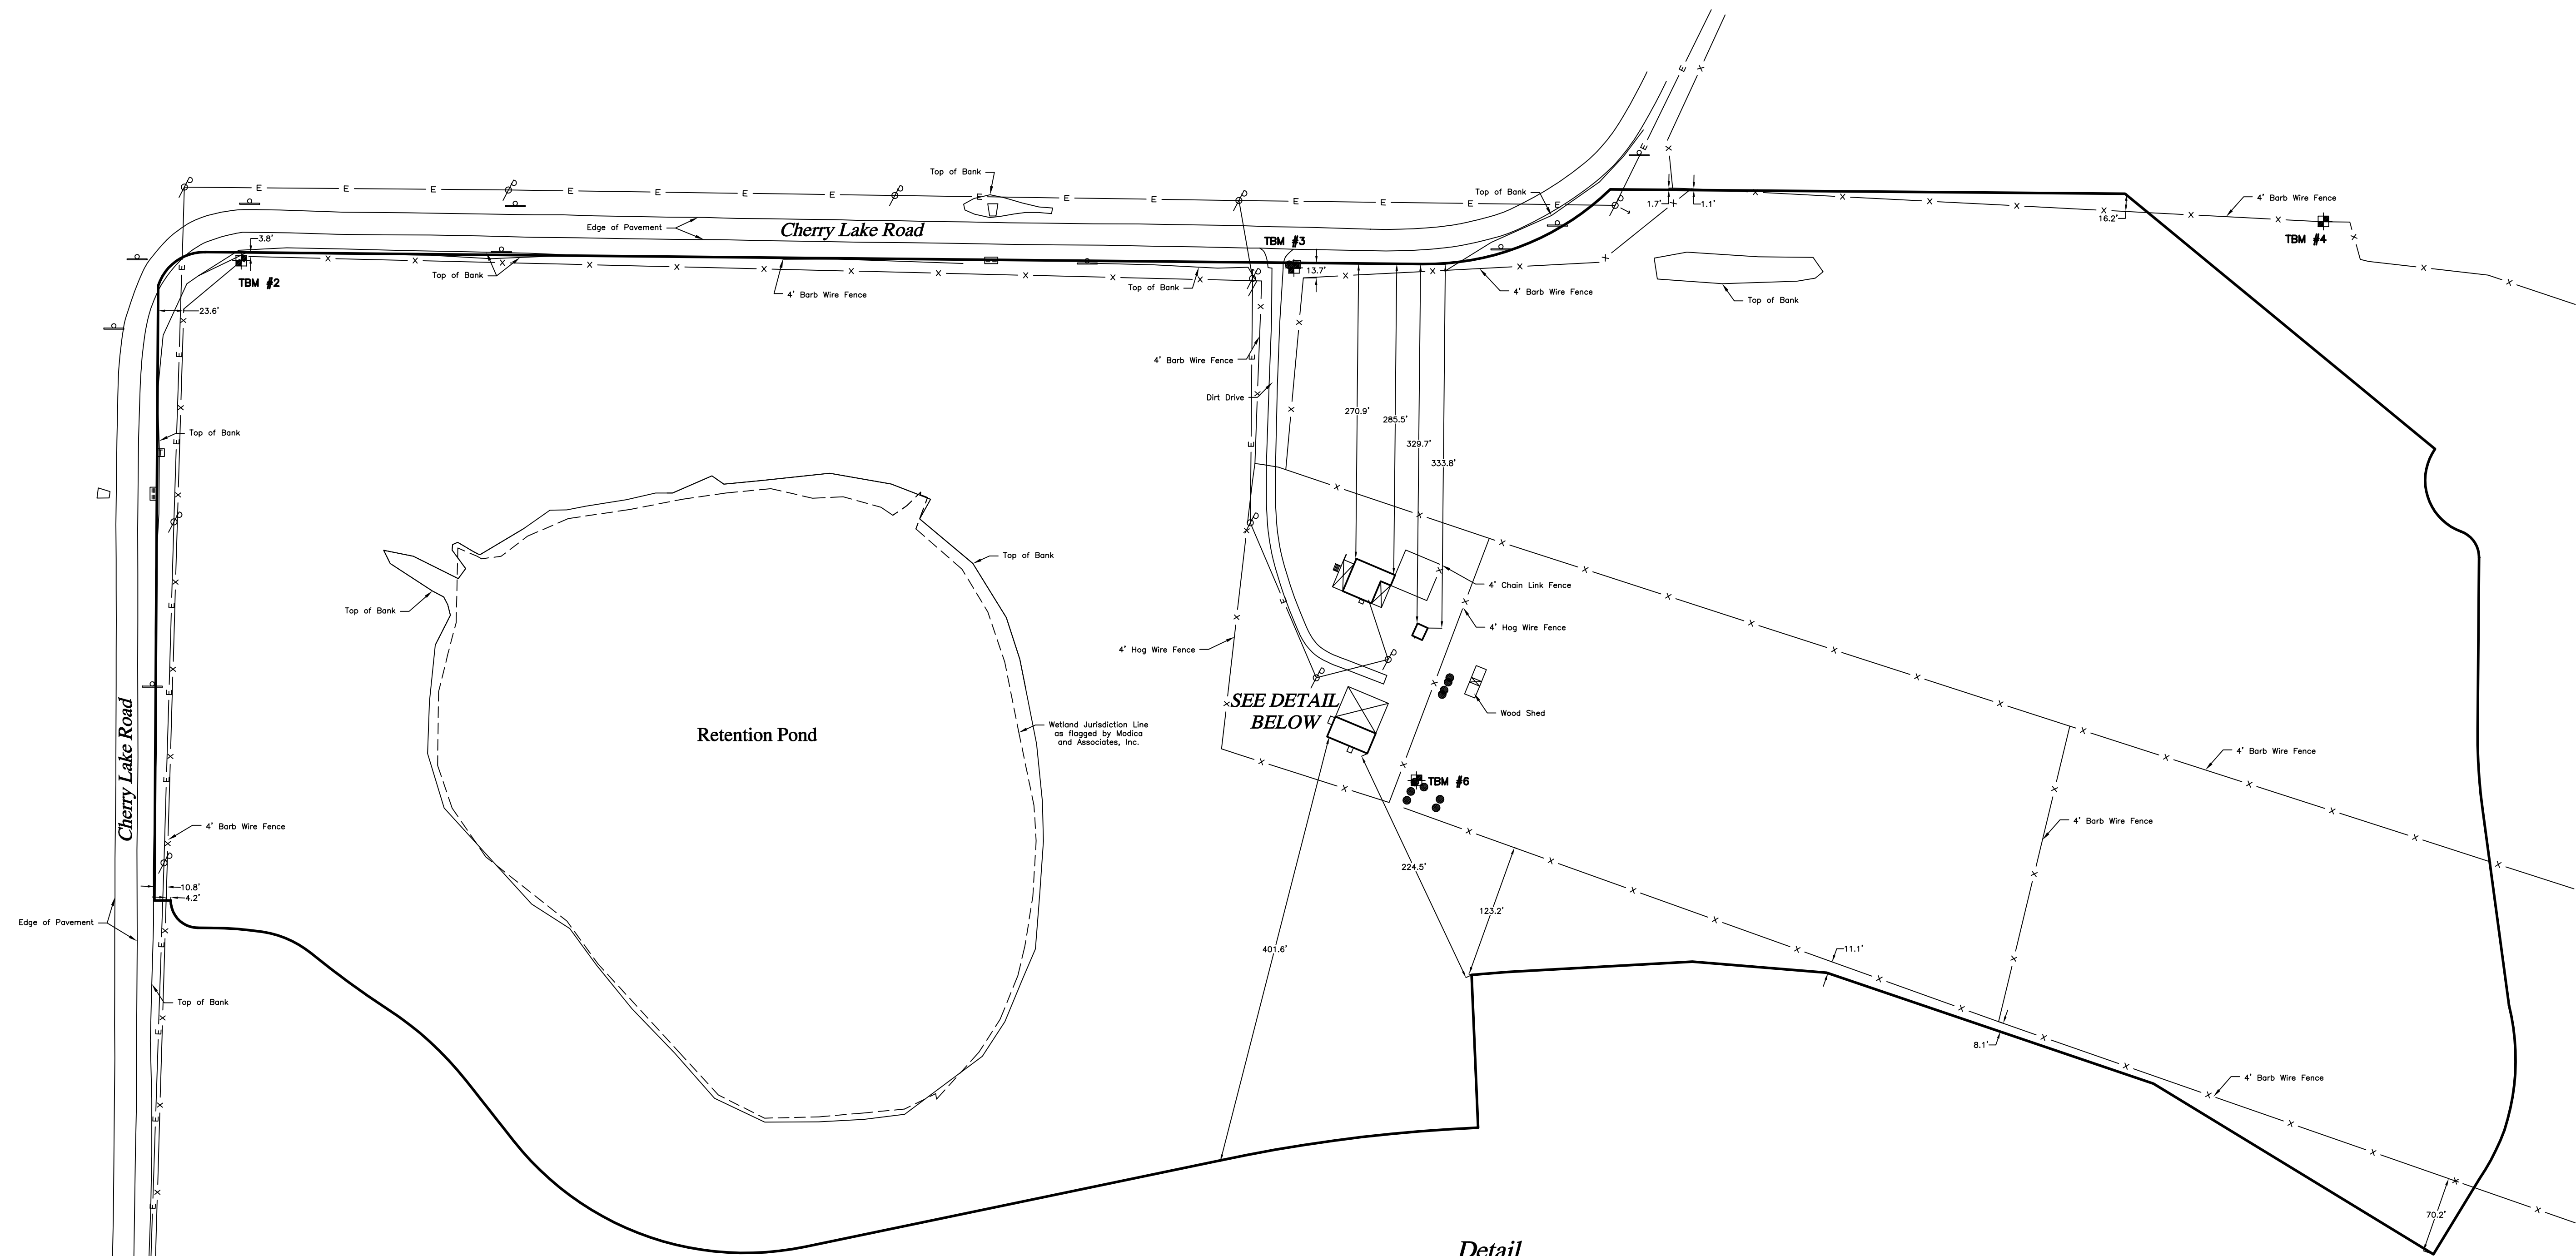 Top of Bank
Top of Bank
1.7'
1.1'
4' Barb Wire Fence
16.2'
TBM #4
Edge of Pavement
Cherry Lake Road
3.8'
TBM #3
13.7'
Top of Bank
TBM #2
4' Barb Wire Fence
Top of Bank
4' Barb Wire Fence
Top of Bank
23.6'
4' Barb Wire Fence
Dirt Drive
270.9'
285.5'
329.7'
333.8'
Top of Bank
Top of Bank
Top of Bank
4' Chain Link Fence
4' Hog Wire Fence
4' Hog Wire Fence
SEE DETAIL
BELOW
Wood Shed
Cherry Lake Road
Retention Pond
Wetland Jurisdiction Line
as flagged by Modica
and Associates, Inc.
4' Barb Wire Fence
TBM #6
4' Barb Wire Fence
4' Barb Wire Fence
224.5'
10.8'
4.2'
Edge of Pavement
123.2'
401.6'
11.1'
Top of Bank
8.1'
4' Barb Wire Fence
70.2'
Detail